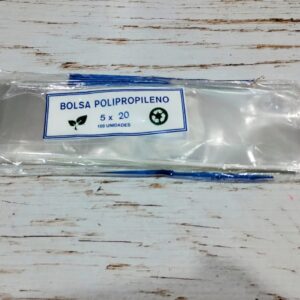 BOLSA POLIPROPILENO
5 x 20
100 UNIDADES